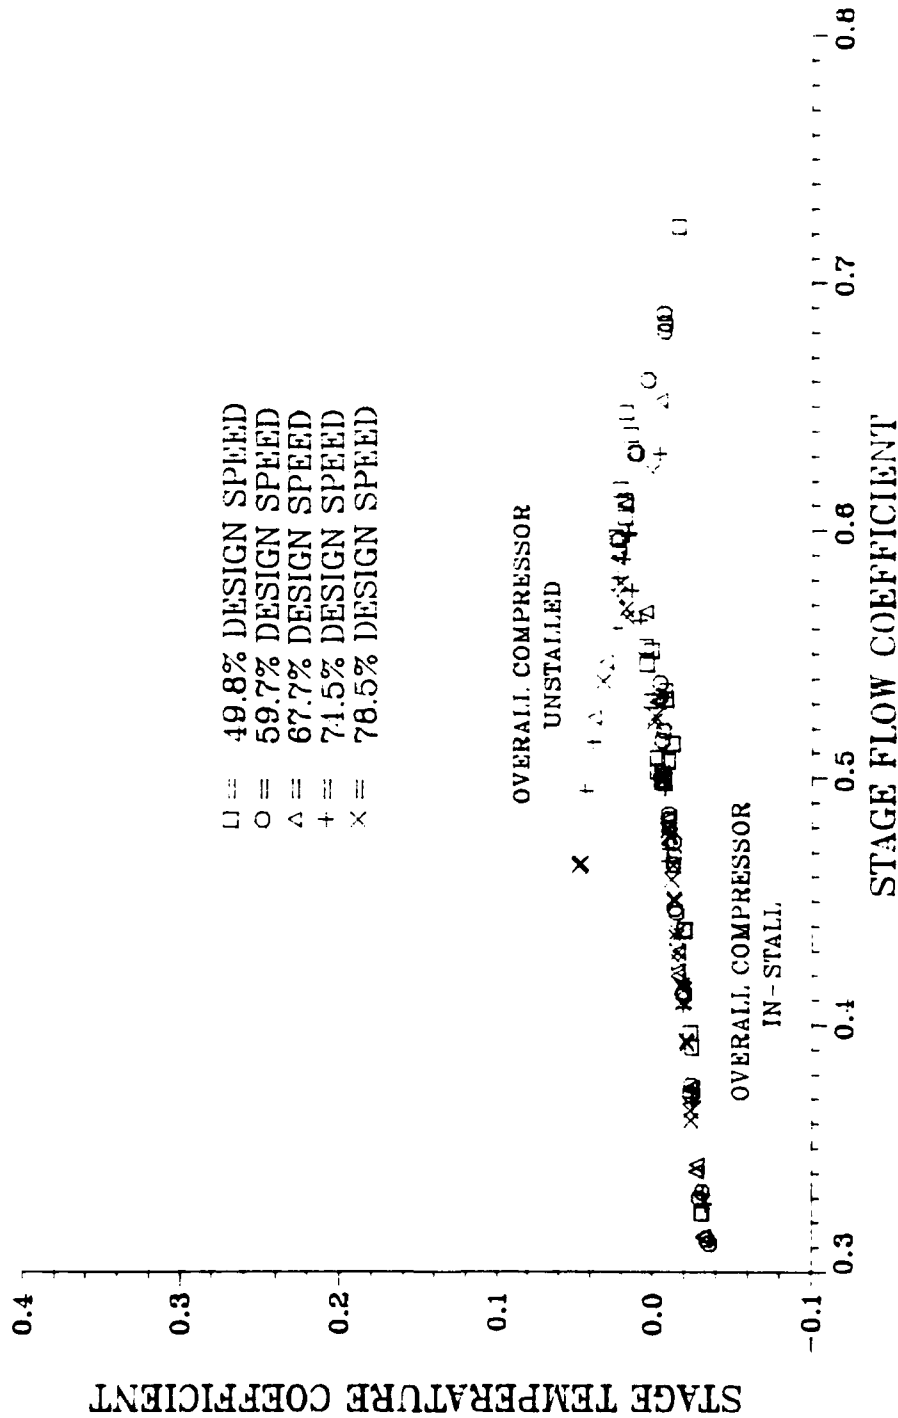 STAGE TEMPERATURE COEFFICIENT
0.4
0.3
0.2
0.1
0.0
-0.1
□ = 49.8% DESIGN SPEED
○ = 59.7% DESIGN SPEED
△ = 67.7% DESIGN SPEED
+ = 74.5% DESIGN SPEED
× = 78.5% DESIGN SPEED
OVERALL COMPRESSOR
UNSTALLED
OVERALL COMPRESSOR
IN-STALL
0.3
0.4
0.5
0.6
0.7
0.8
STAGE FLOW COEFFICIENT